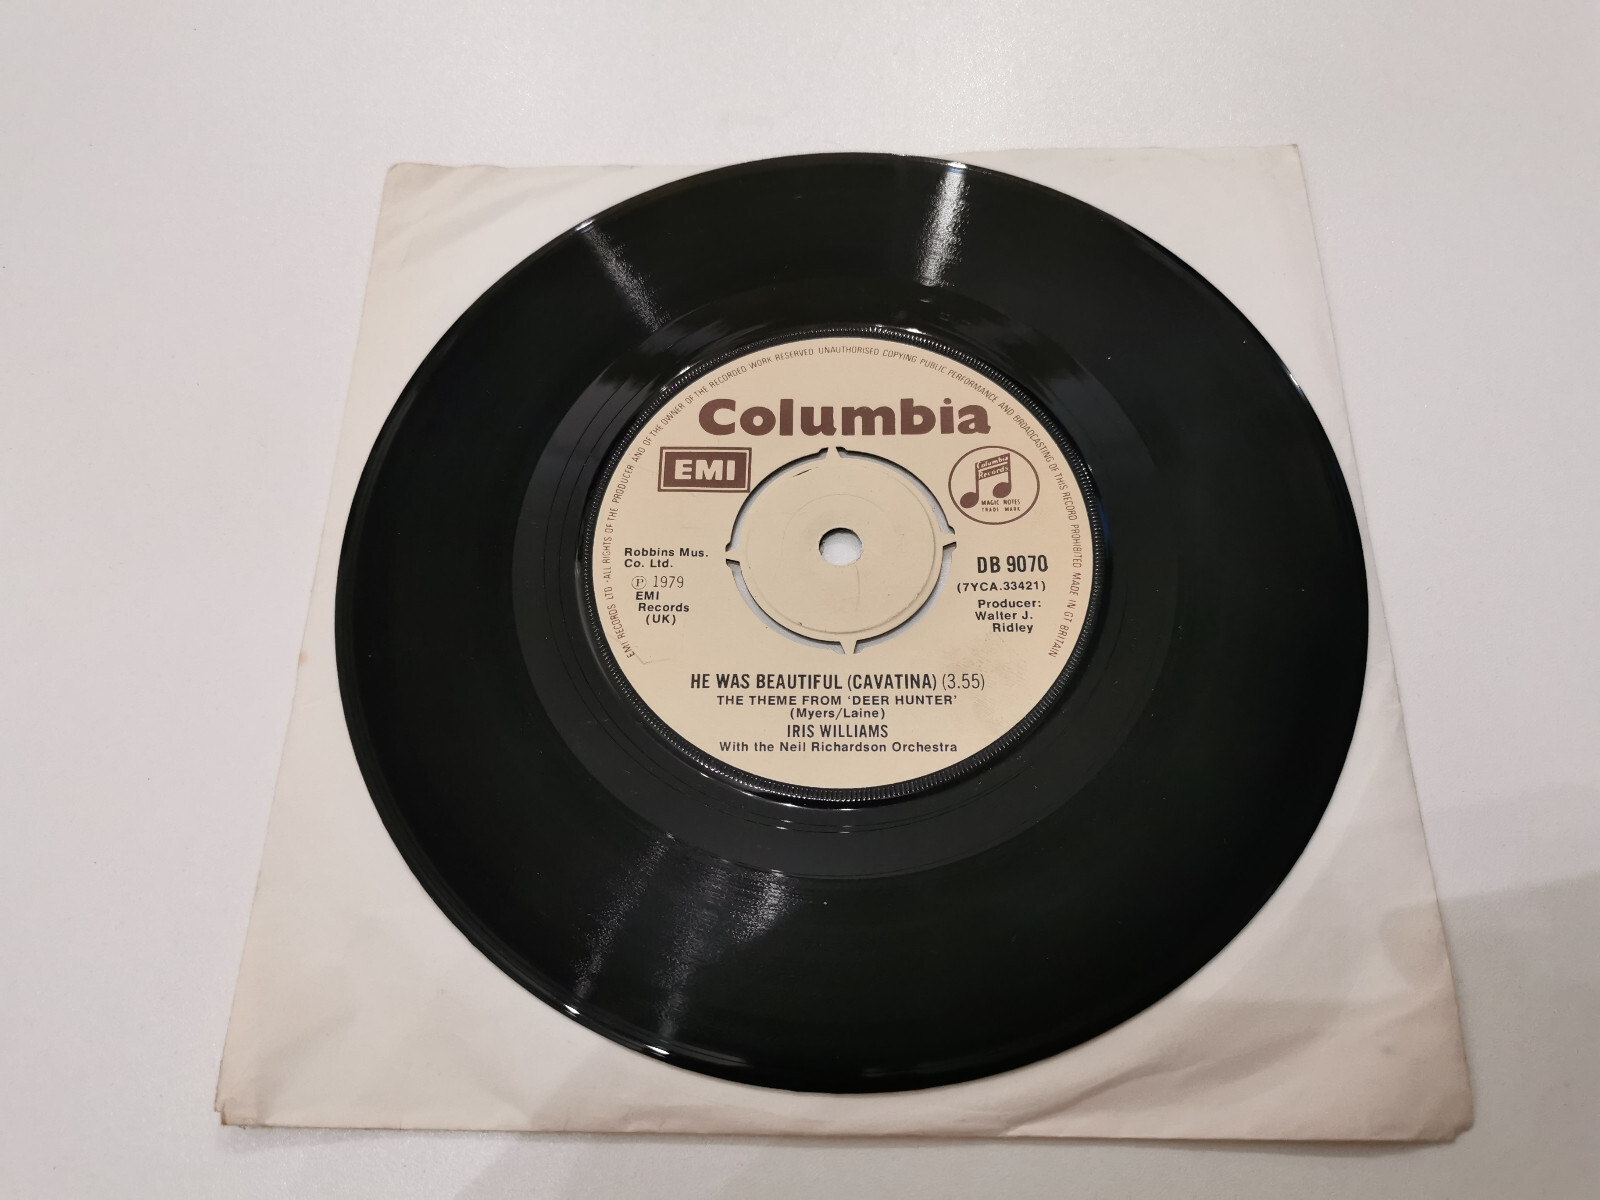 EMI RECORDS LTD · ALL RIGHTS OF THE PRODUCER AND OF THE OWNER OF THE RECORDED WORK RESERVED UNAUTHORISED COPYING PUBLIC PERFORMANCE AND BROADCASTING OF THIS RECORD PROHIBITED MADE IN GT BRITAIN
Columbia
EMI
Columbia
Records
MAGIC NOTES
TRADE MARK
Robbins Mus.
Co. Ltd.
℗ 1979
EMI
Records
(UK)
DB 9070
(7YCA.33421)
Producer:
Walter J.
Ridley
HE WAS BEAUTIFUL (CAVATINA) (3.55)
THE THEME FROM 'DEER HUNTER'
(Myers/Laine)
IRIS WILLIAMS
With the Neil Richardson Orchestra